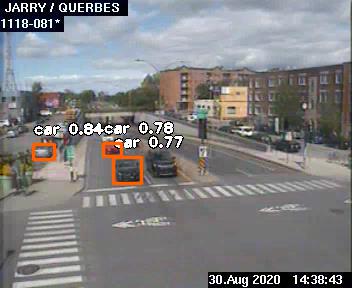 JARRY / QUERBES
1118-081*
car 0.84
car 0.78
car 0.77
30.Aug 2020 14:38:43